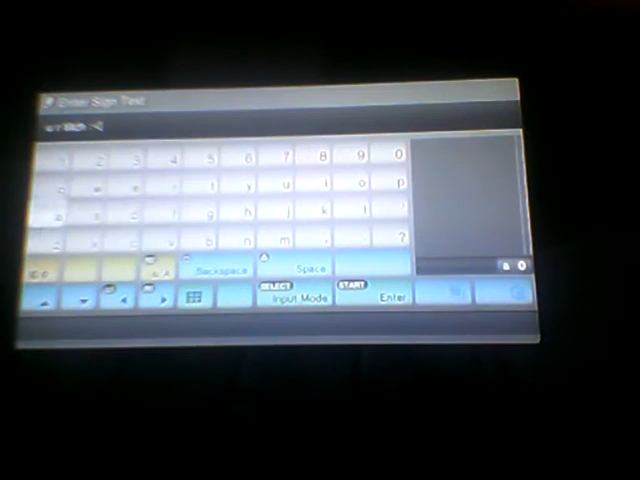 Enter Sign Text
1 2 3 4 5 6 7 8 9 0
q w e r t y u i o p
a s d f g h j k l '
z x c v b n m , . ?
a/A Backspace Space
SELECT Input Mode START Enter
a 0